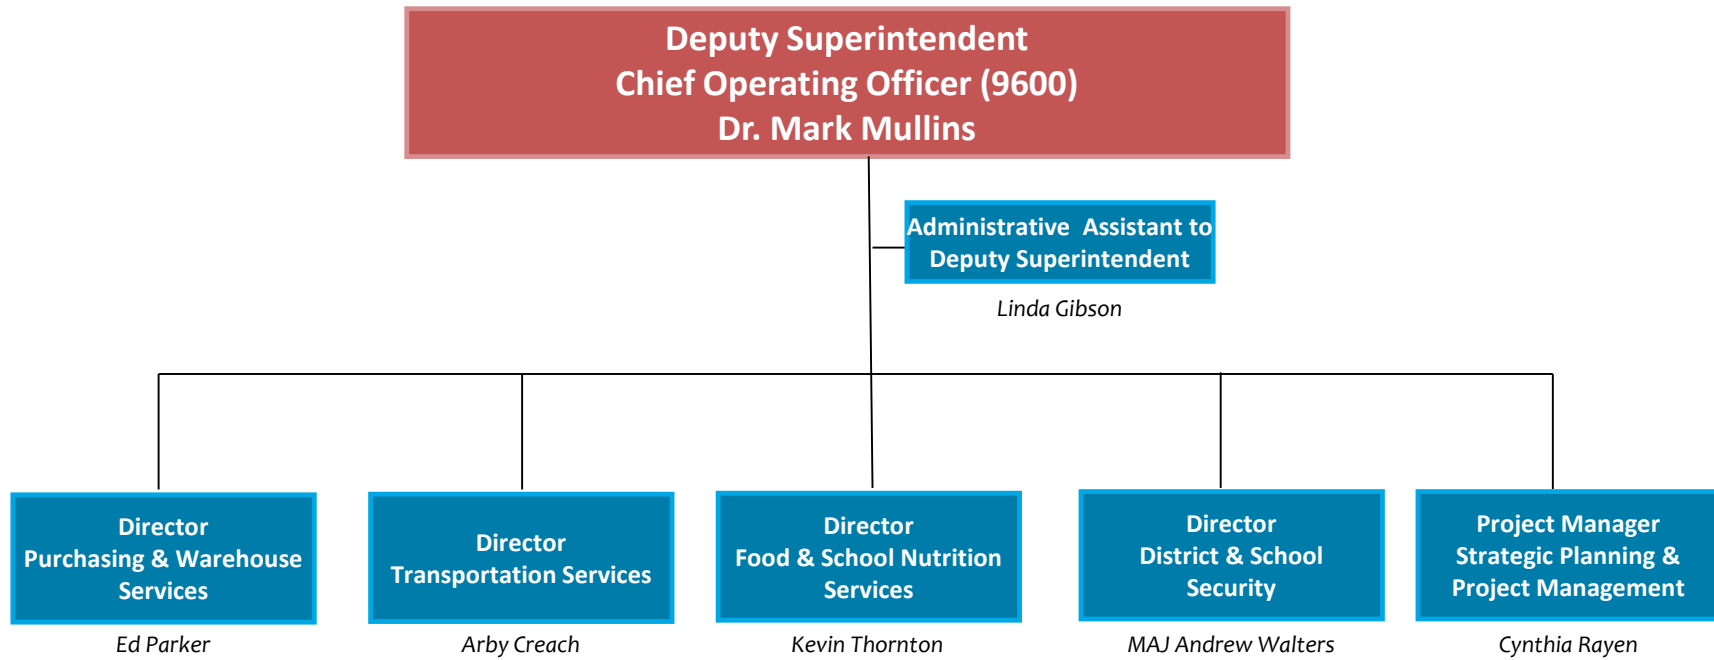 Deputy Superintendent
Chief Operating Officer (9600)
Dr. Mark Mullins
Administrative Assistant to
Deputy Superintendent
Linda Gibson
Director
Purchasing & Warehouse
Services
Ed Parker
Director
Transportation Services
Arby Creach
Director
Food & School Nutrition
Services
Kevin Thornton
Director
District & School
Security
MAJ Andrew Walters
Project Manager
Strategic Planning &
Project Management
Cynthia Rayen